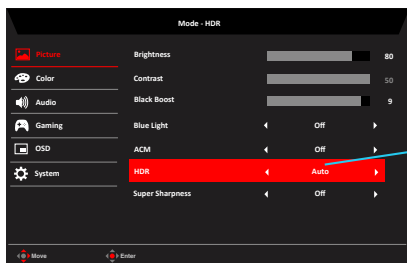 Mode - HDR
Picture
Brightness 80
Color
Contrast 50
Audio
Black Boost 9
Gaming
Blue Light Off
OSD
ACM Off
System
HDR Auto
Super Sharpness Off
Move Enter